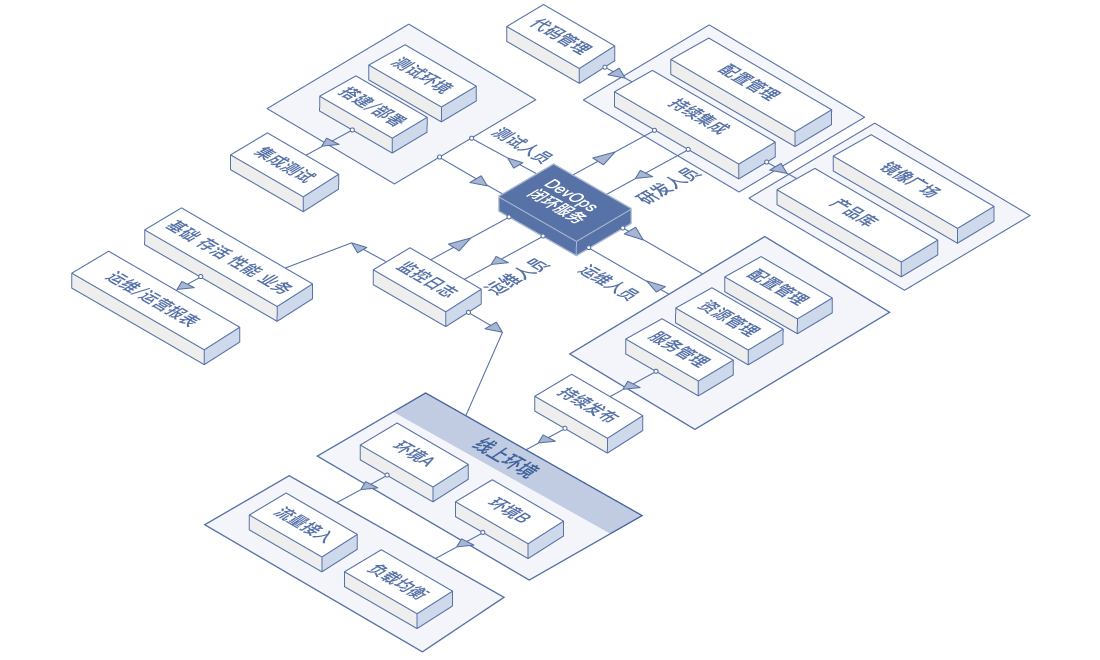 代码管理
配置管理
持续集成
镜像广场
产品库
测试环境
搭建/部署
集成测试
测试人员
研发人员
DevOps
闭环服务
运维人员
运维人员
监控日志
基础 存活 性能 业务
运维/运营报表
配置管理
资源管理
服务管理
持续发布
线上环境
环境A
环境B
流量接入
负载均衡